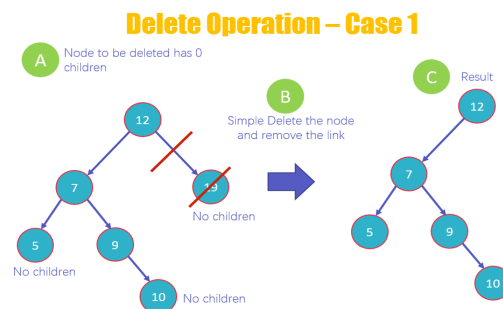 Delete Operation – Case 1
A
Node to be deleted has 0
children
B
Simple Delete the node
and remove the link
C
Result
12
7
19
No children
5
9
No children
10
No children
12
7
5
9
10